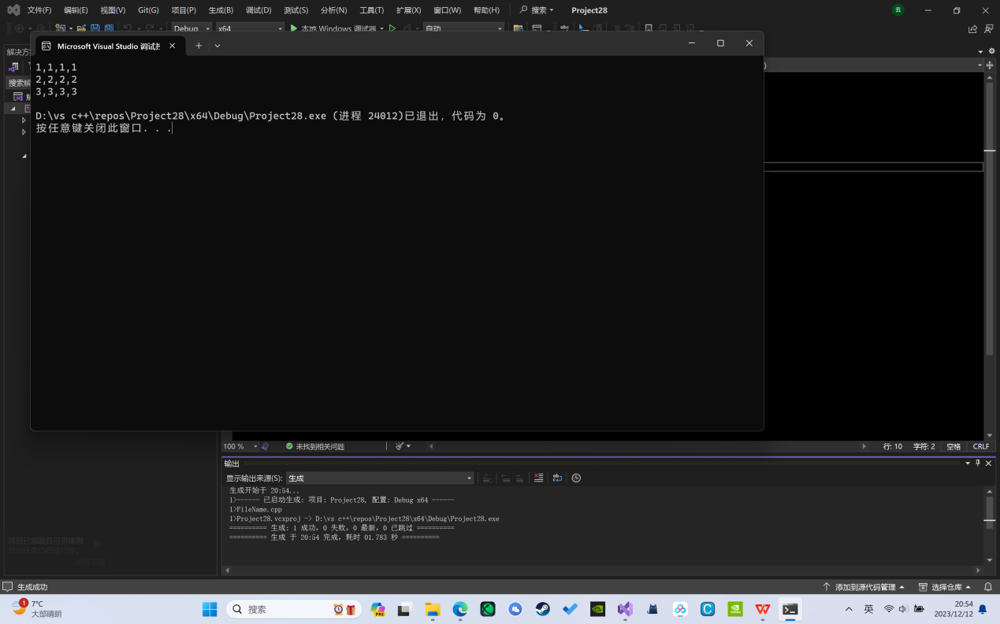 文件(F) 编辑(E) 视图(V) Git(G) 项目(P) 生成(B) 调试(D) 测试(S) 分析(N) 工具(T) 扩展(X) 窗口(W) 帮助(H) 搜索 Project28 云
Debug x64 本地 Windows 调试器 自动
解决方
Microsoft Visual Studio 调试
搜索解
1,1,1,1
2,2,2,2
3,3,3,3
D:\vs c++\repos\Project28\x64\Debug\Project28.exe (进程 24012)已退出，代码为 0。
按任意键关闭此窗口. . .
100 % 未找到相关问题 行: 10 字符: 2 空格 CRLF
输出
显示输出来源(S): 生成
生成开始于 20:54...
1>------ 已启动生成: 项目: Project28, 配置: Debug x64 ------
1>FileName.cpp
1>Project28.vcxproj -> D:\vs c++\repos\Project28\x64\Debug\Project28.exe
========== 生成: 1 成功，0 失败，0 最新，0 已跳过 ==========
========== 生成 于 20:54 完成，耗时 01.783 秒 ==========
生成成功 添加到源代码管理 选择仓库
1 7°C
大部晴朗
搜索 PRE 英
20:54
2023/12/12